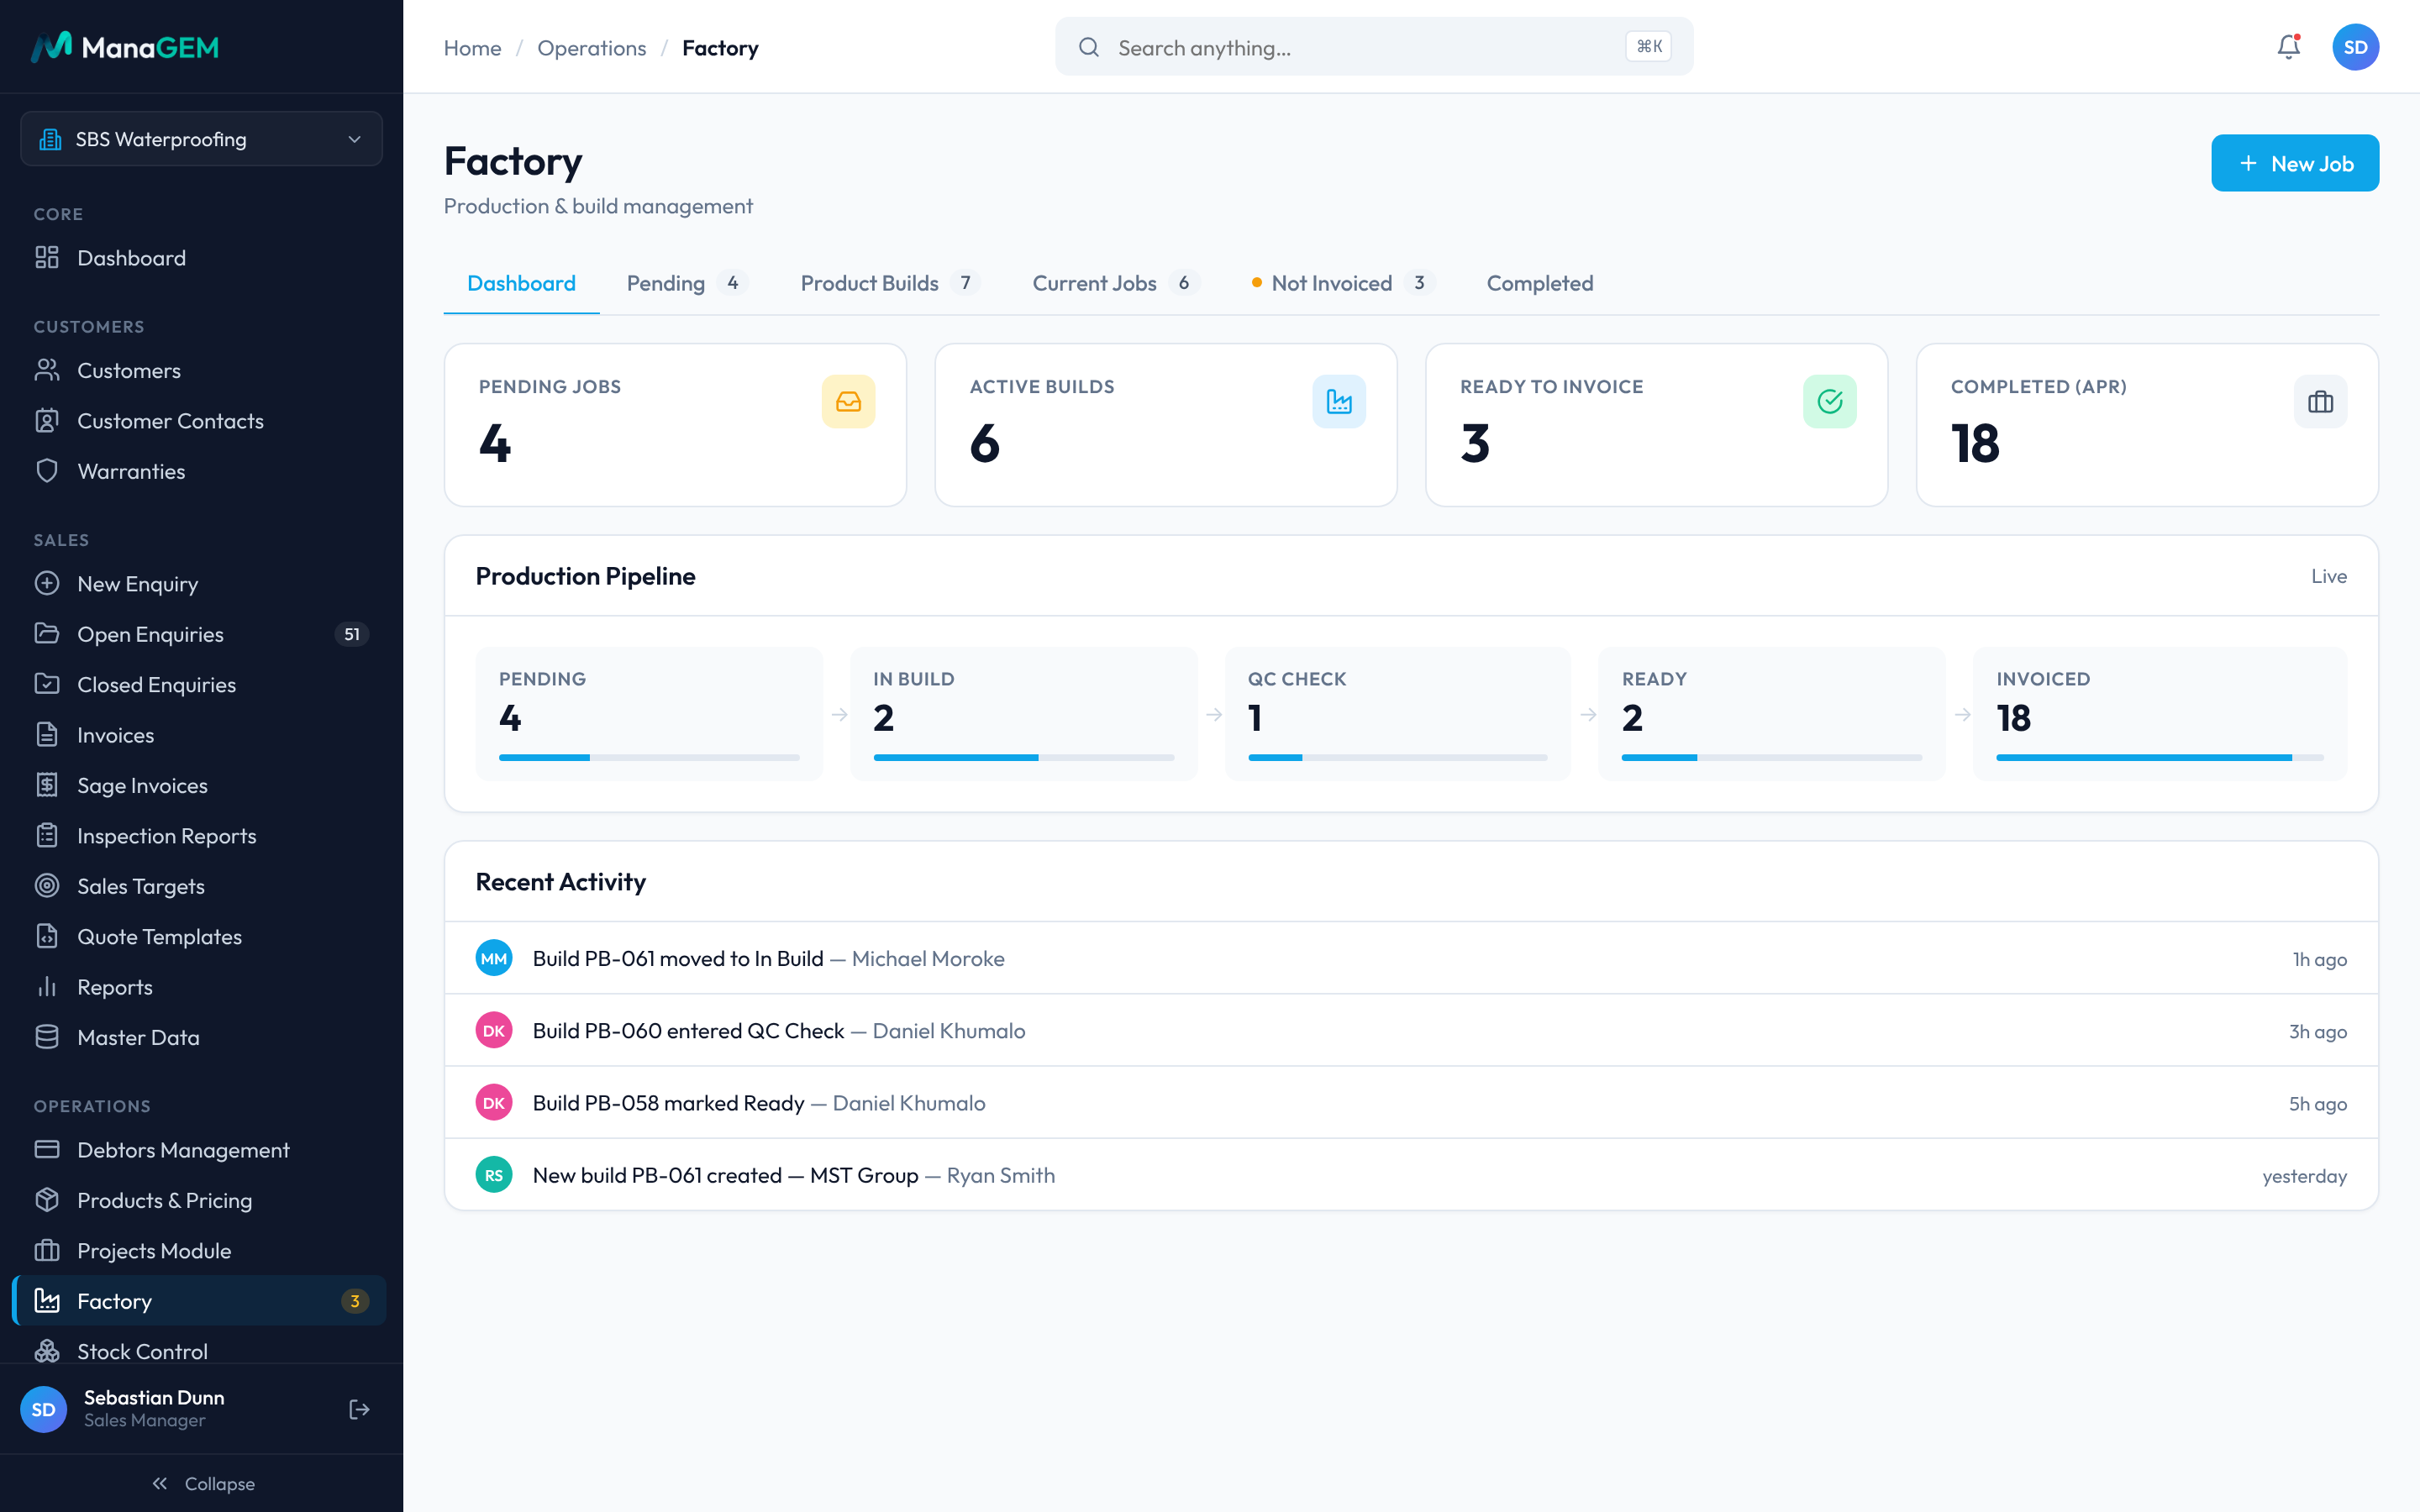 ManaGEM
SBS Waterproofing
CORE
Dashboard
CUSTOMERS
Customers
Customer Contacts
Warranties
SALES
New Enquiry
Open Enquiries 51
Closed Enquiries
Invoices
Sage Invoices
Inspection Reports
Sales Targets
Quote Templates
Reports
Master Data
OPERATIONS
Debtors Management
Products & Pricing
Projects Module
Factory 3
Stock Control
SD Sebastian Dunn
Sales Manager
Collapse
Home / Operations / Factory
Search anything... ⌘K
SD
Factory
Production & build management
New Job
Dashboard Pending 4 Product Builds 7 Current Jobs 6 Not Invoiced 3 Completed
PENDING JOBS
4
ACTIVE BUILDS
6
READY TO INVOICE
3
COMPLETED (APR)
18
Production Pipeline Live
PENDING
4
IN BUILD
2
QC CHECK
1
READY
2
INVOICED
18
Recent Activity
MM Build PB-061 moved to In Build — Michael Moroke 1h ago
DK Build PB-060 entered QC Check — Daniel Khumalo 3h ago
DK Build PB-058 marked Ready — Daniel Khumalo 5h ago
RS New build PB-061 created — MST Group — Ryan Smith yesterday